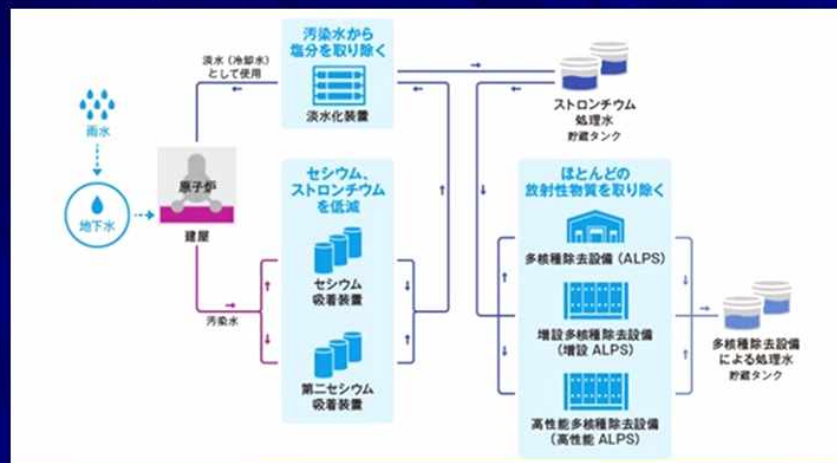 汚染水から
塩分を取り除く
淡水化装置
淡水（冷却水）
として使用
雨水
地下水
原子炉
建屋
汚染水
セシウム、
ストロンチウム
を低減
セシウム
吸着装置
第二セシウム
吸着装置
ストロンチウム
処理水
貯蔵タンク
ほとんどの
放射性物質を取り除く
多核種除去設備（ALPS）
増設多核種除去設備
（増設 ALPS）
高性能多核種除去設備
（高性能 ALPS）
多核種除去設備
による処理水
貯蔵タンク